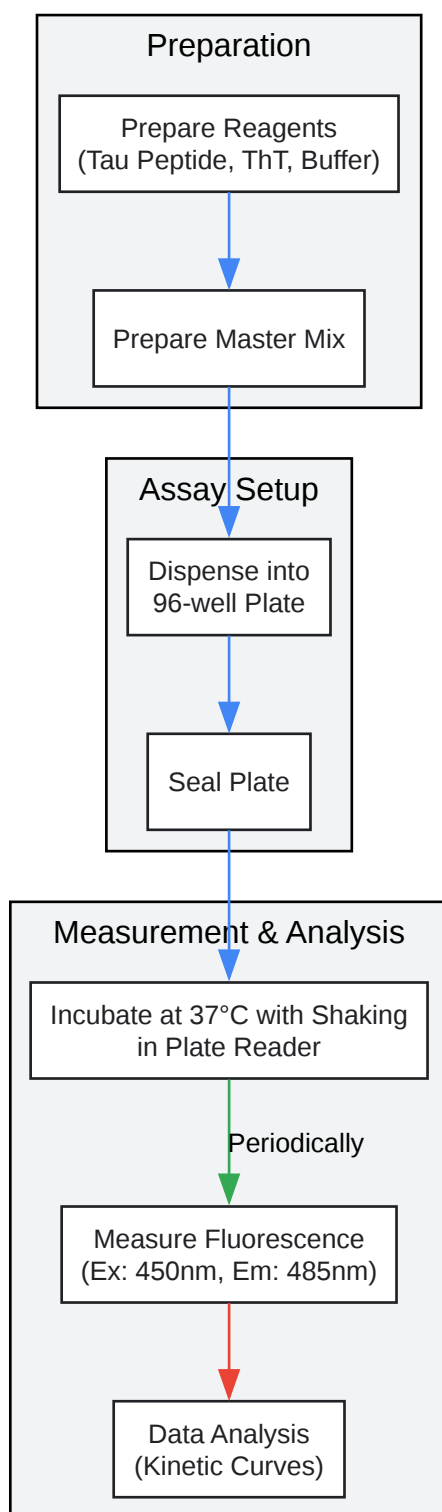 Preparation
Prepare Reagents
(Tau Peptide, ThT, Buffer)
Prepare Master Mix
Assay Setup
Dispense into
96-well Plate
Seal Plate
Measurement & Analysis
Incubate at 37°C with Shaking
in Plate Reader
Periodically
Measure Fluorescence
(Ex: 450nm, Em: 485nm)
Data Analysis
(Kinetic Curves)